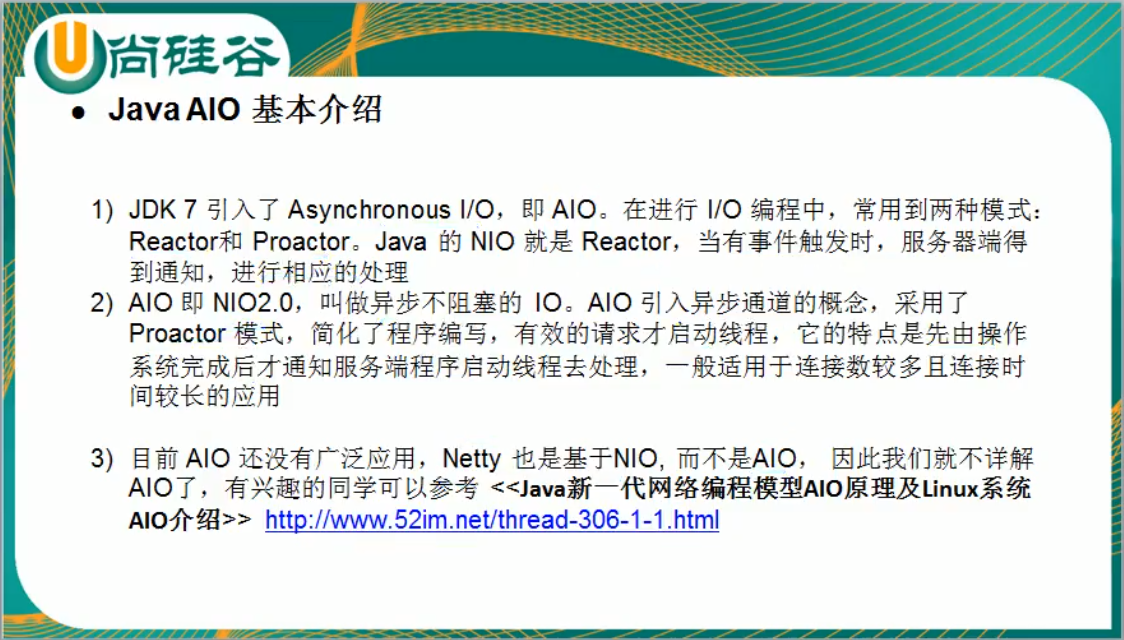 尚硅谷
● Java AIO 基本介绍
1) JDK 7 引入了 Asynchronous I/O，即 AIO。在进行 I/O 编程中，常用到两种模式：
Reactor和 Proactor。Java 的 NIO 就是 Reactor，当有事件触发时，服务器端得
到通知，进行相应的处理
2) AIO 即 NIO2.0，叫做异步不阻塞的 IO。AIO 引入异步通道的概念，采用了
Proactor 模式，简化了程序编写，有效的请求才启动线程，它的特点是先由操作
系统完成后才通知服务端程序启动线程去处理，一般适用于连接数较多且连接时
间较长的应用
3) 目前 AIO 还没有广泛应用，Netty 也是基于NIO, 而不是AIO， 因此我们就不详解
AIO了，有兴趣的同学可以参考 <<Java新一代网络编程模型AIO原理及Linux系统
AIO介绍>> http://www.52im.net/thread-306-1-1.html